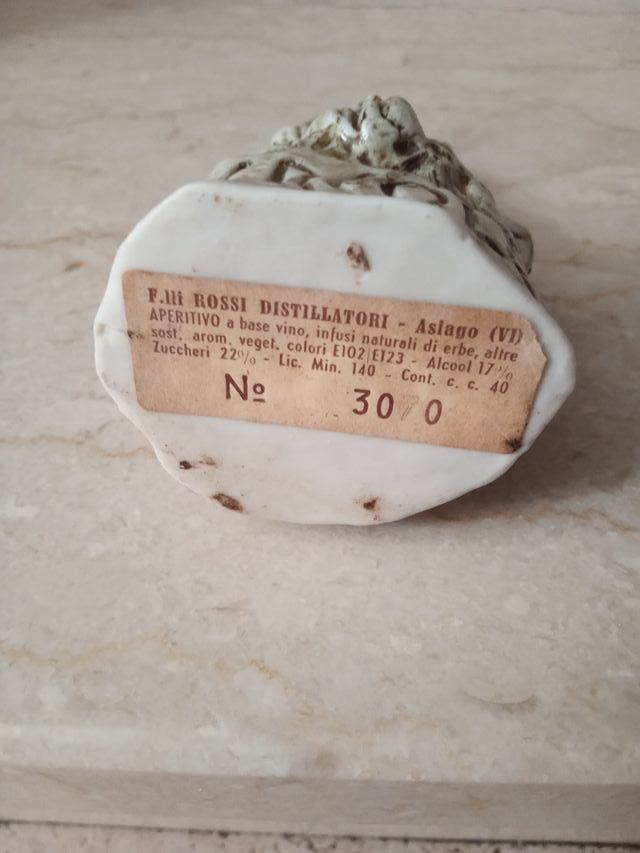 F.lli ROSSI DISTILLATORI - Asiago (VI)
APERITIVO a base vino, infusi naturali di erbe, altre
sost. arom. veget. colori E102 E123 - Alcool 17%
Zuccheri 22% - Lic. Min. 140 - Cont. c. c. 40
Nº